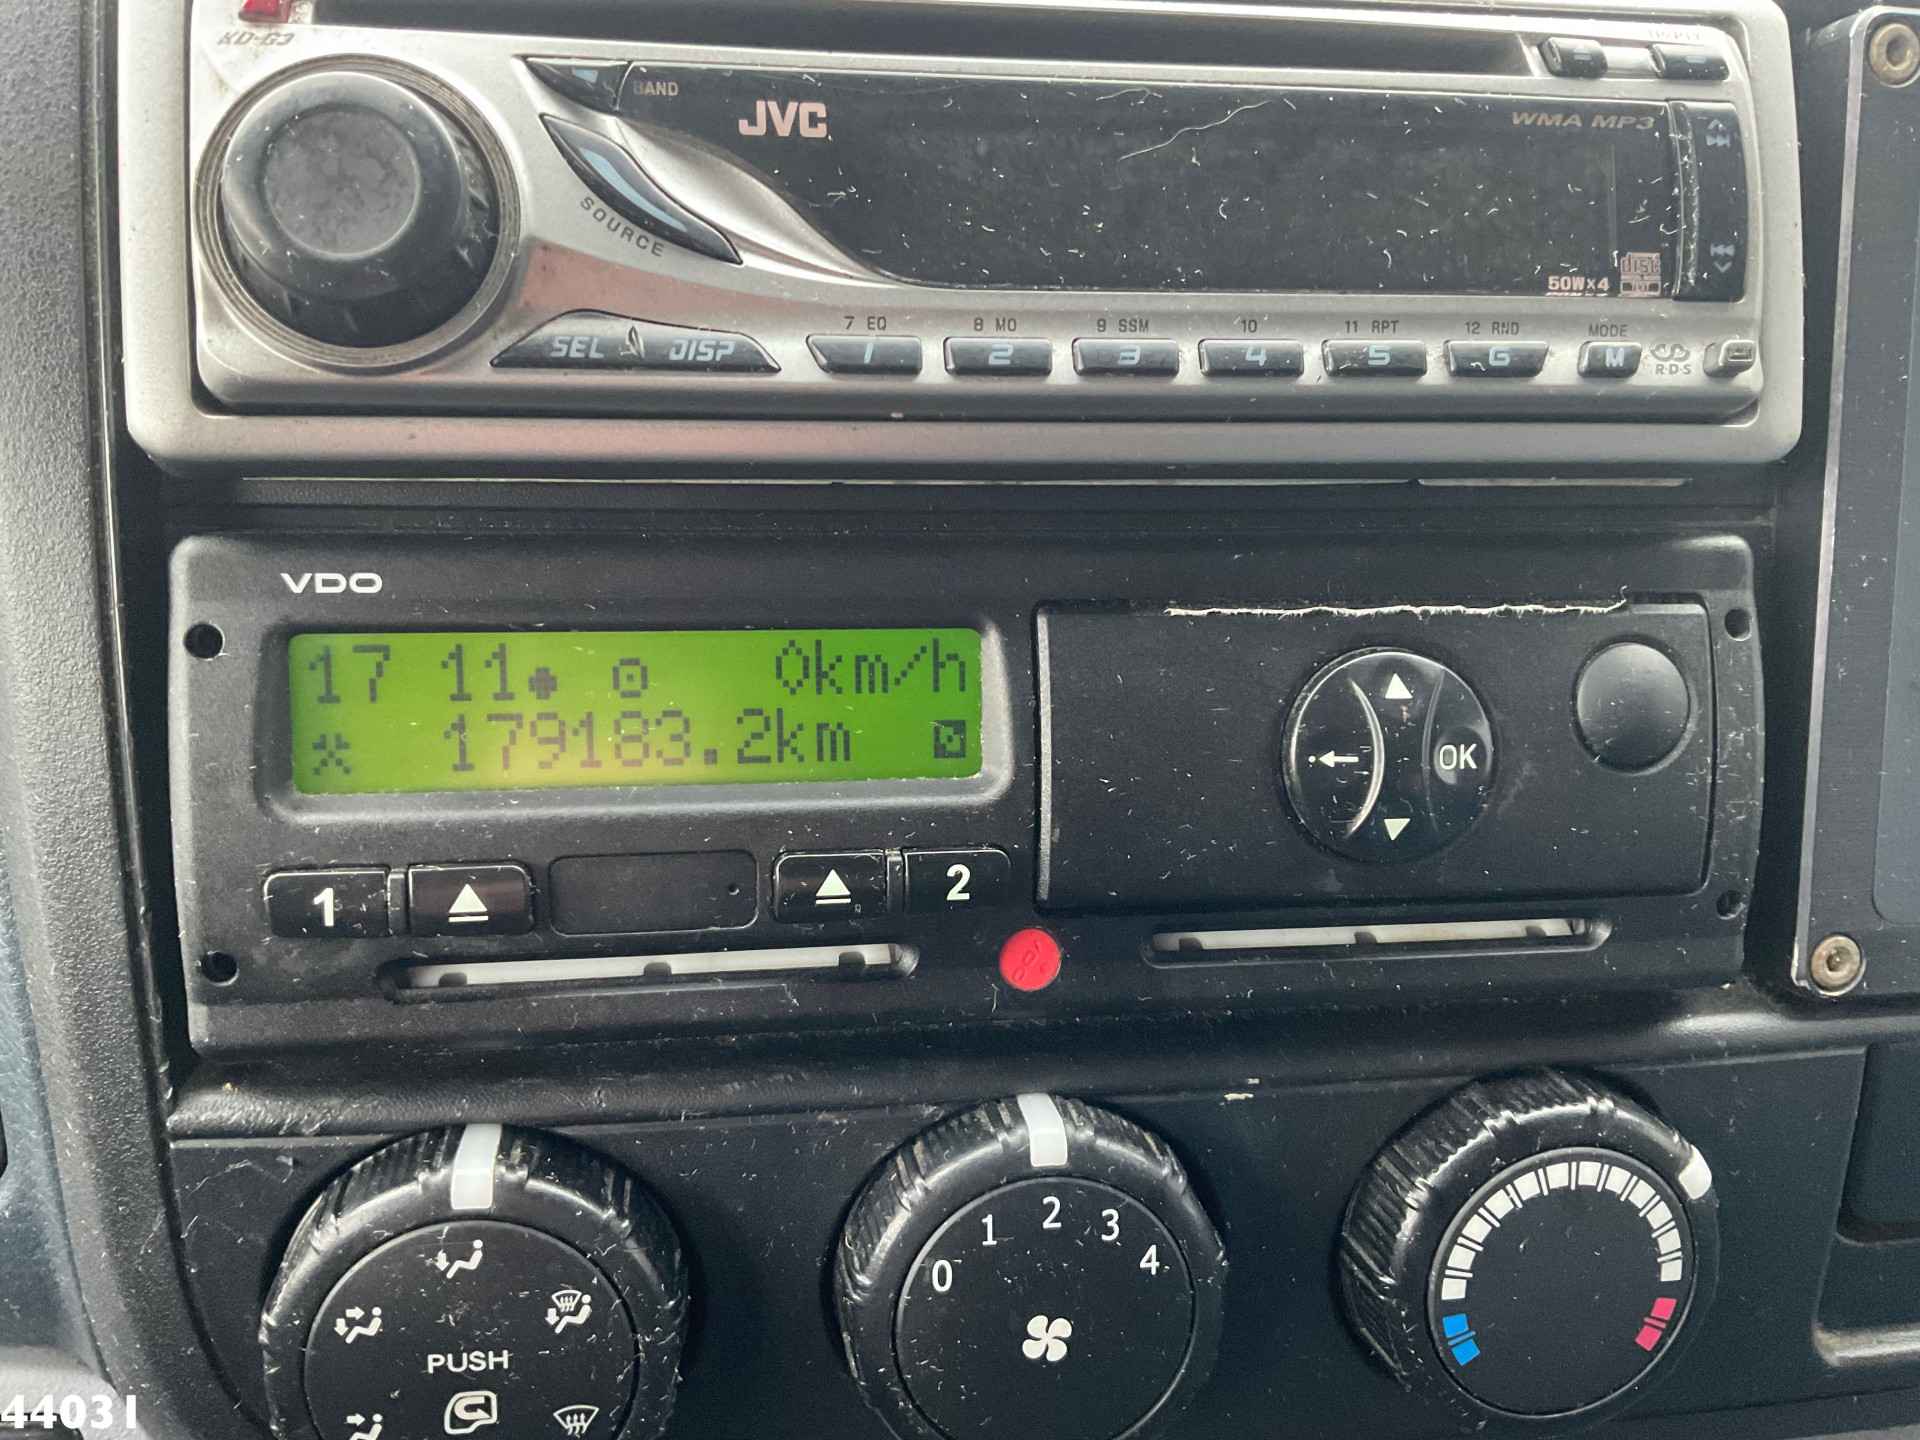 KD-G3
BAND
JVC
WMA MP3
SOURCE
50W×4
disc
TEXT
7 EQ 8 MO 9 SSM 10 11 RPT 12 RND MODE
SEL DISP 1 2 3 4 5 6 M
R·D·S
VDO
17 11 0km/h
179183.2km
OK
1 2
0 1 2 3 4
PUSH
44031